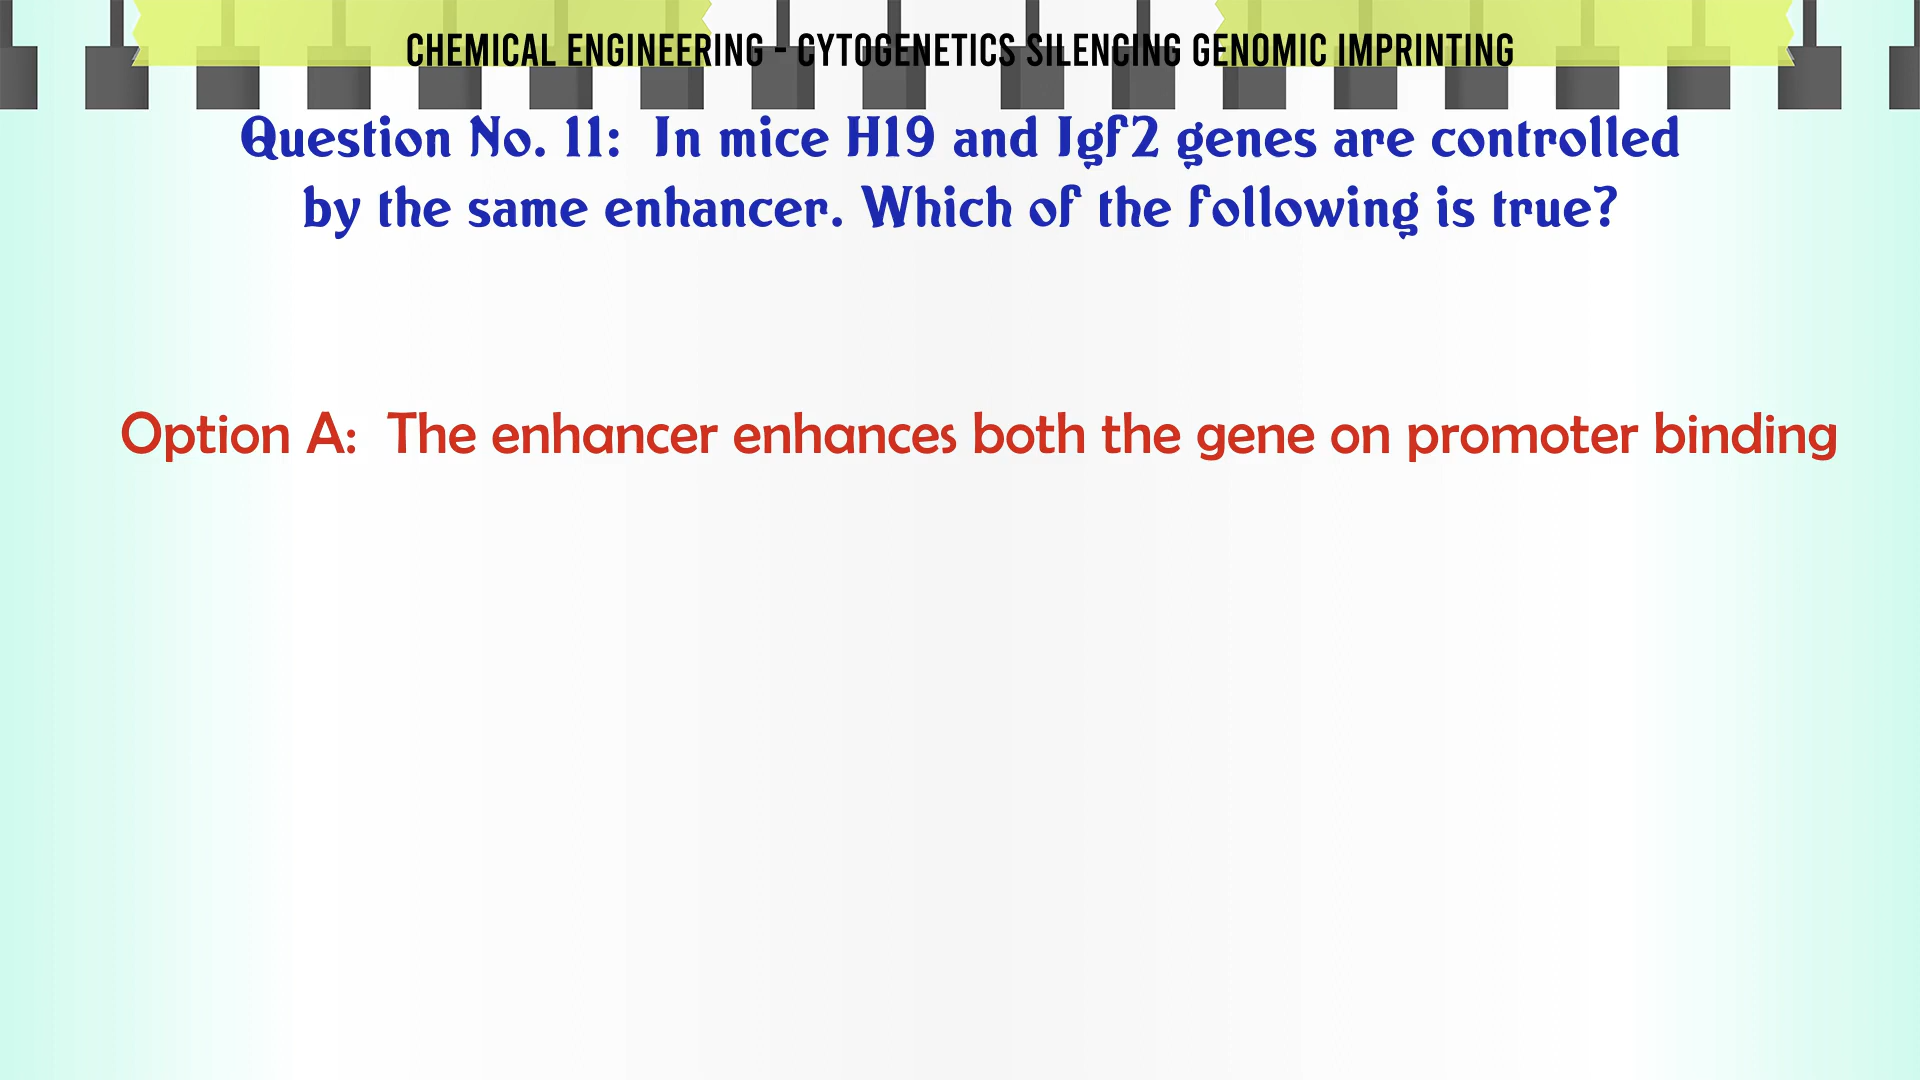 CHEMICAL ENGINEERING - CYTOGENETICS SILENCING GENOMIC IMPRINTING
Question No. 11: In mice H19 and Igf2 genes are controlled
by the same enhancer. Which of the following is true?
Option A: The enhancer enhances both the gene on promoter binding